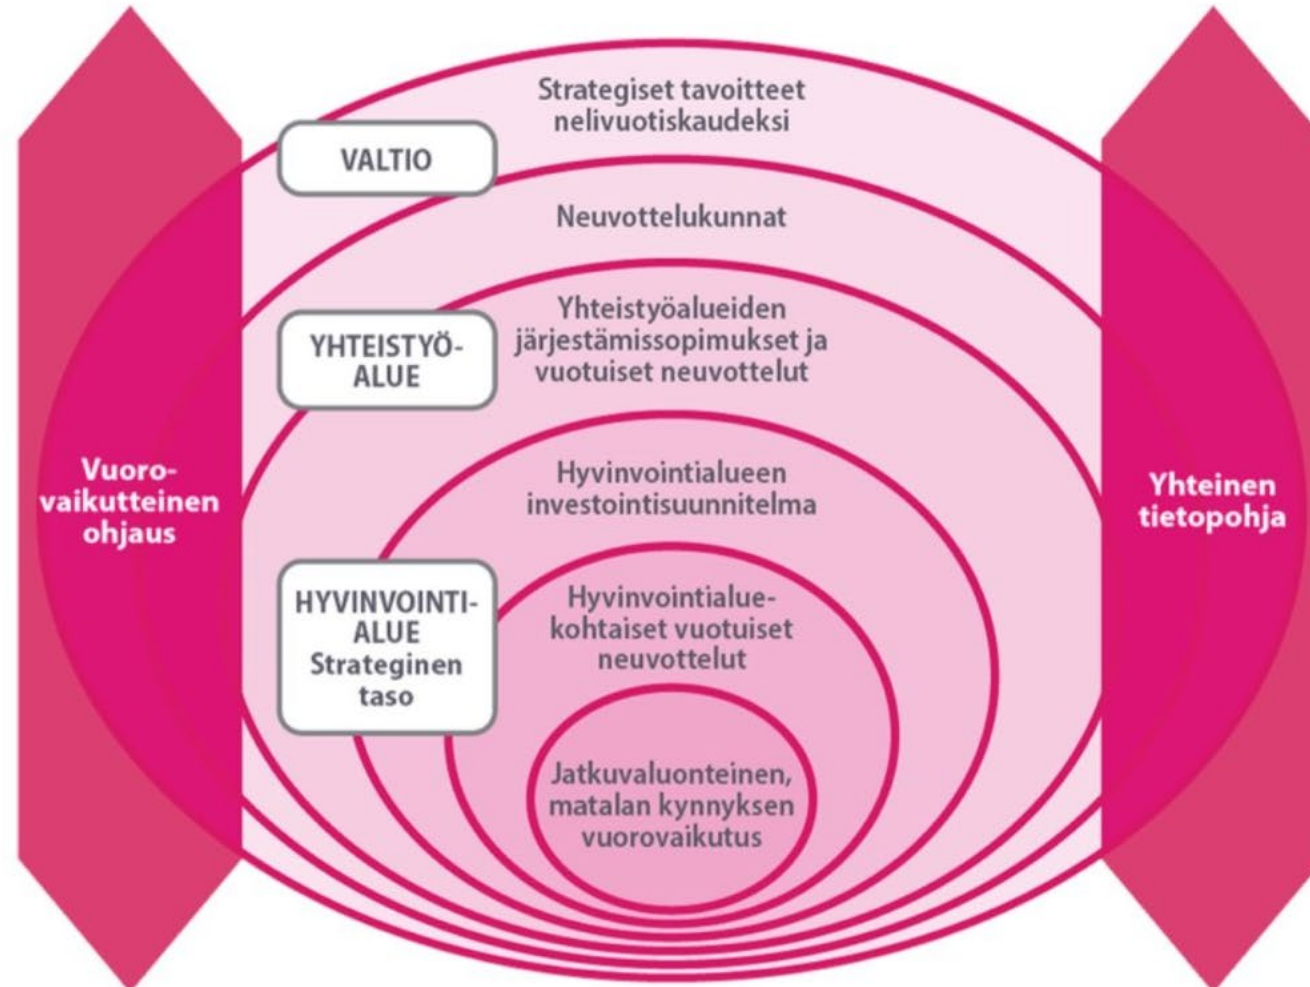 Strategiset tavoitteet
nelivuotiskaudeksi
VALTIO
Neuvottelukunnat
YHTEISTYÖ-
ALUE
Yhteistyöalueiden
järjestämissopimukset ja
vuotuiset neuvottelut
Vuoro-
vaikutteinen
ohjaus
Hyvinvointialueen
investointisuunnitelma
Yhteinen
tietopohja
HYVINVOINTI-
ALUE
Strateginen
taso
Hyvinvointialue-
kohtaiset vuotuiset
neuvottelut
Jatkuvaluonteinen,
matalan kynnyksen
vuorovaikutus